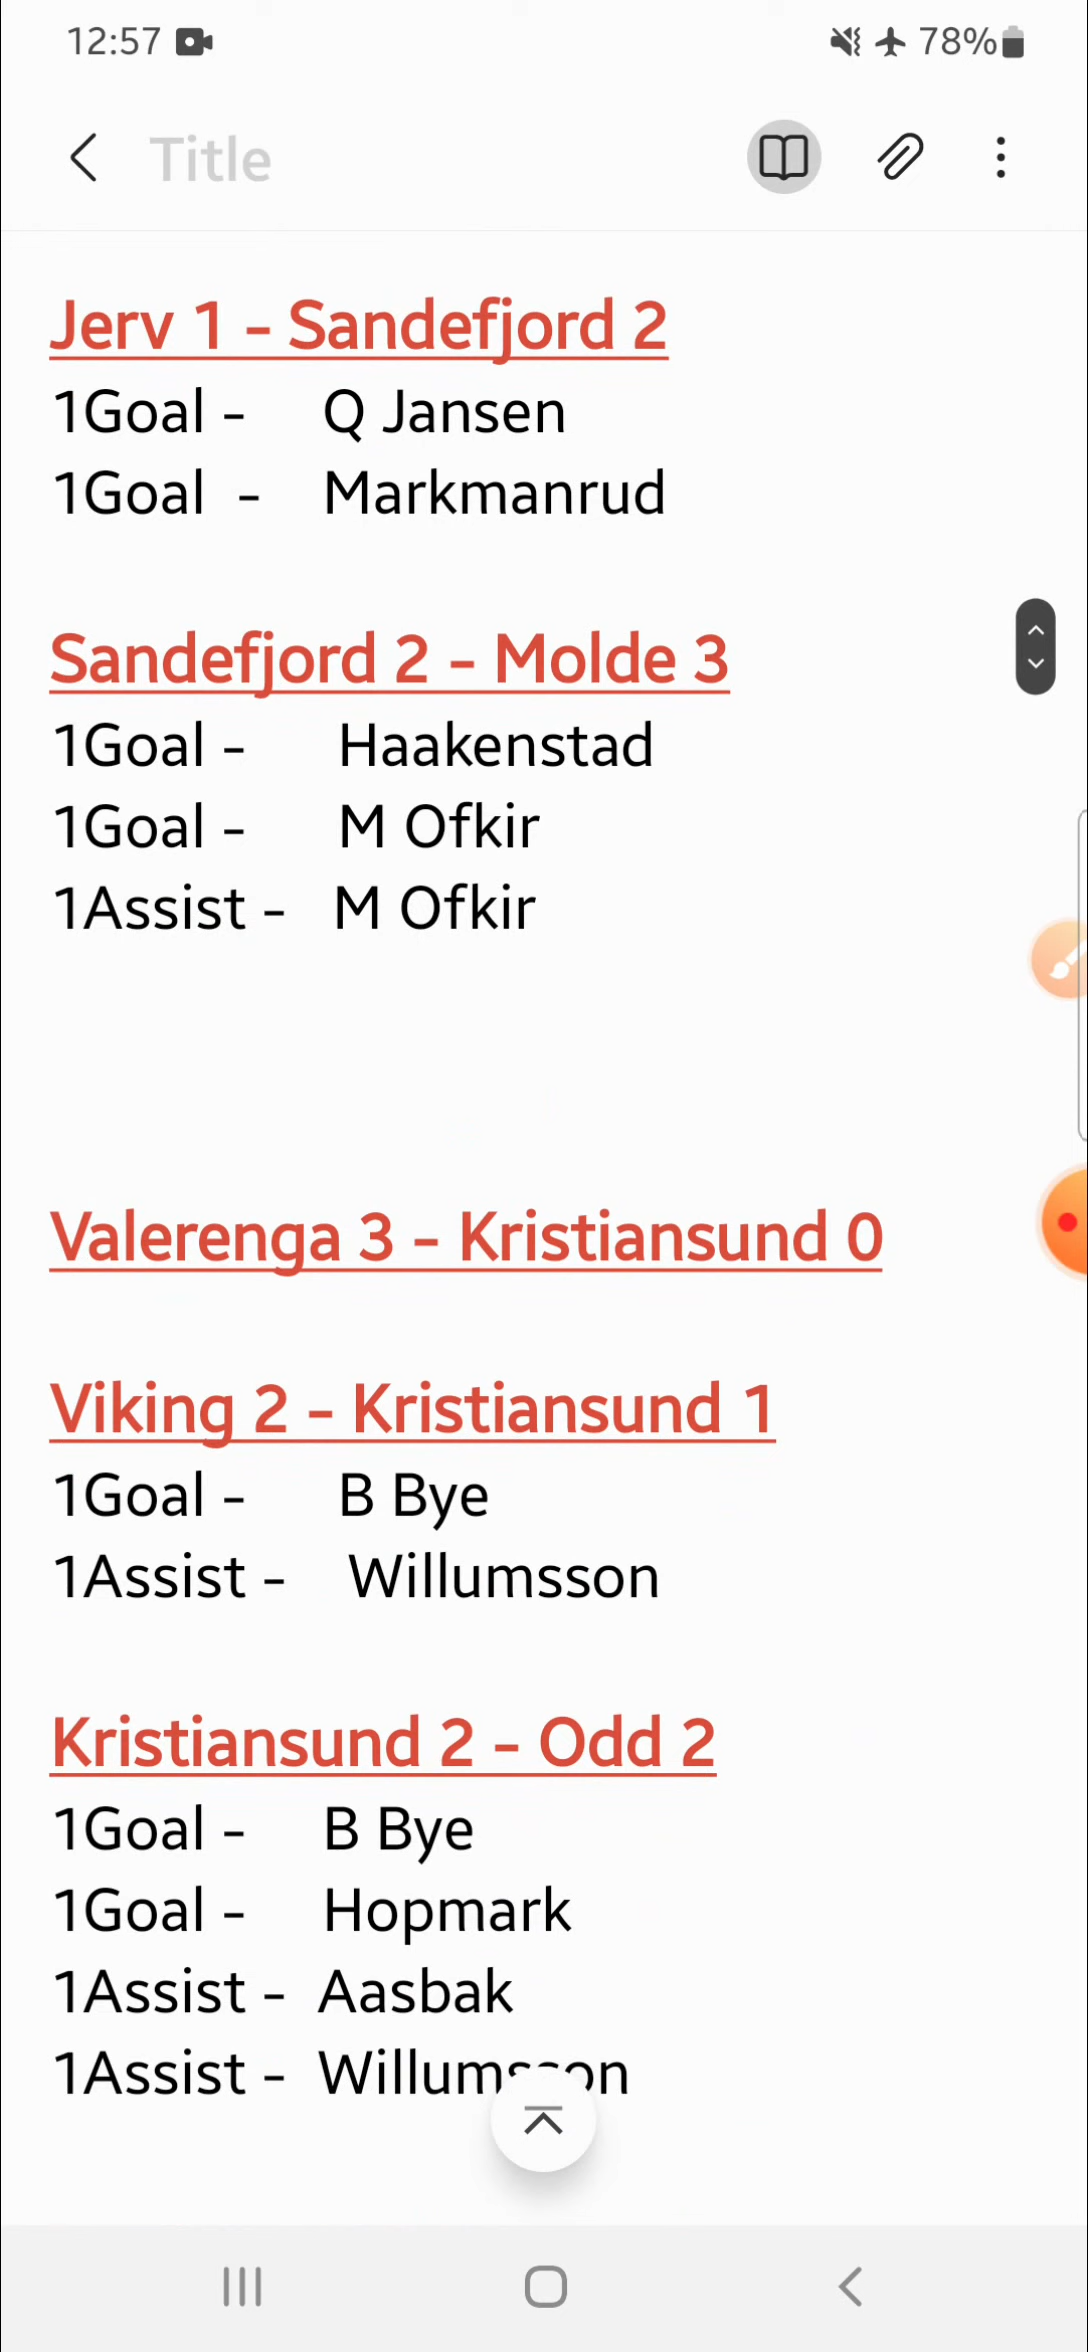 12:57
78%
Title
Jerv 1 - Sandefjord 2
1Goal - Q Jansen
1Goal - Markmanrud
Sandefjord 2 - Molde 3
1Goal - Haakenstad
1Goal - M Ofkir
1Assist - M Ofkir
Valerenga 3 - Kristiansund 0
Viking 2 - Kristiansund 1
1Goal - B Bye
1Assist - Willumsson
Kristiansund 2 - Odd 2
1Goal - B Bye
1Goal - Hopmark
1Assist - Aasbak
1Assist - Willumsson